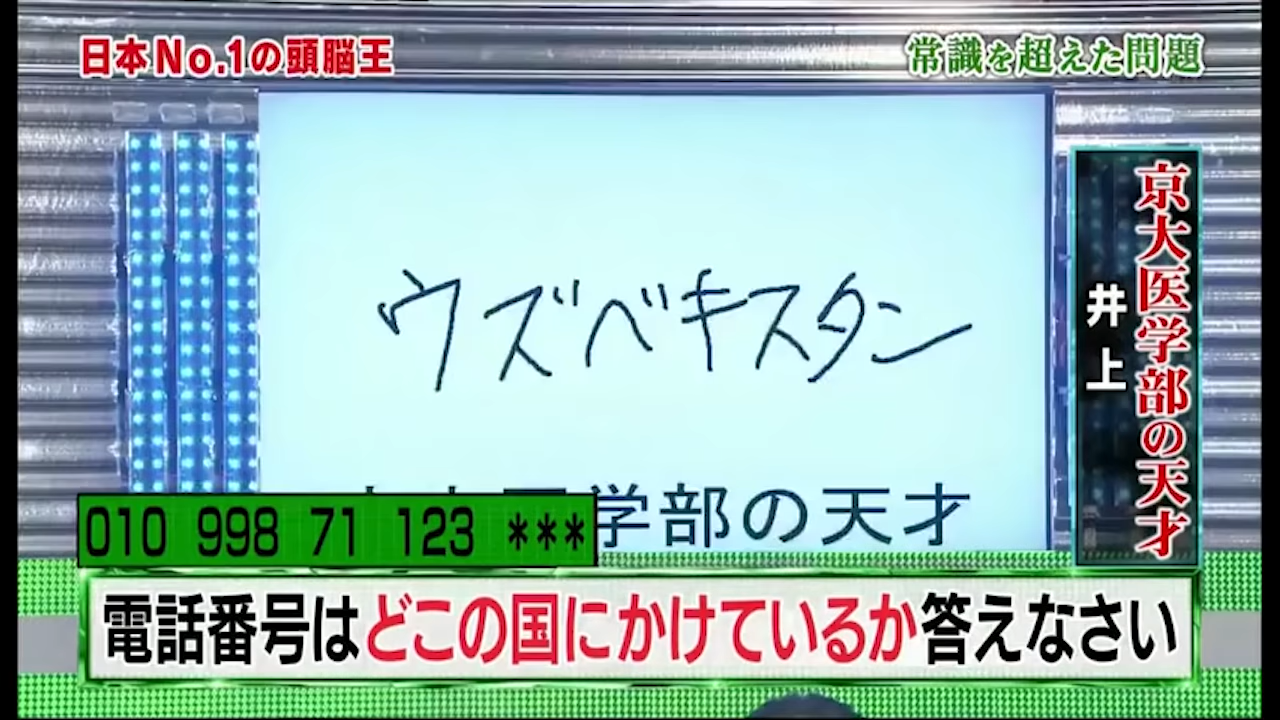 日本No.1の頭脳王
常識を超えた問題
ウズベキスタン
京大医学部の天才
井上
学部の天才
010 998 71 123 ***
電話番号はどこの国にかけているか答えなさい